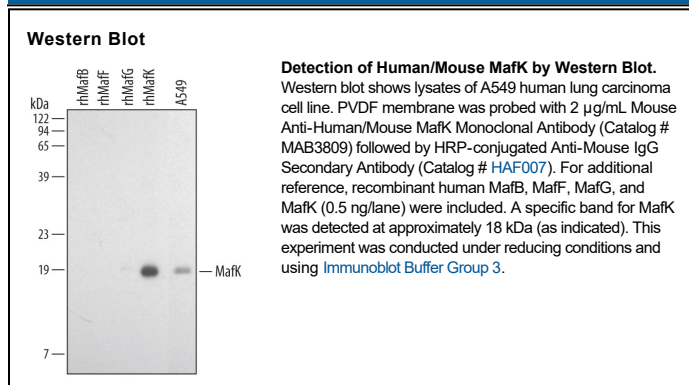 Western Blot
rhMafB
rhMafF
rhMafG
rhMafK
A549
kDa
122
94
65
39
23
19
7
MafK
Detection of Human/Mouse MafK by Western Blot.
Western blot shows lysates of A549 human lung carcinoma
cell line. PVDF membrane was probed with 2 µg/mL Mouse
Anti-Human/Mouse MafK Monoclonal Antibody (Catalog #
MAB3809) followed by HRP-conjugated Anti-Mouse IgG
Secondary Antibody (Catalog # HAF007). For additional
reference, recombinant human MafB, MafF, MafG, and
MafK (0.5 ng/lane) were included. A specific band for MafK
was detected at approximately 18 kDa (as indicated). This
experiment was conducted under reducing conditions and
using Immunoblot Buffer Group 3.